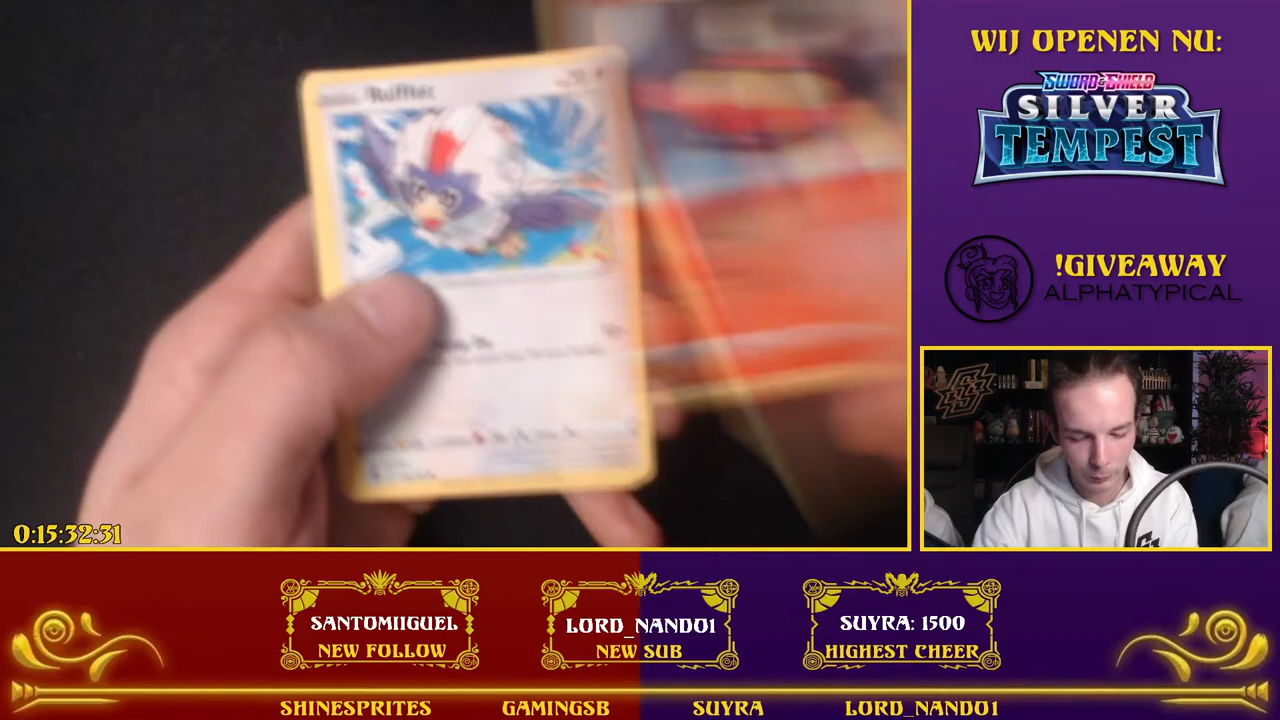 Rufflet
WIJ OPENEN NU:
SWORD & SHIELD
SILVER
TEMPEST
!GIVEAWAY
ALPHATYPICAL
0:15:32:31
SANTOMIIGUEL
NEW FOLLOW
LORD_NANDO1
NEW SUB
SUYRA: 1500
HIGHEST CHEER
SHINESPRITES
GAMINGSB
SUYRA
LORD_NANDO1